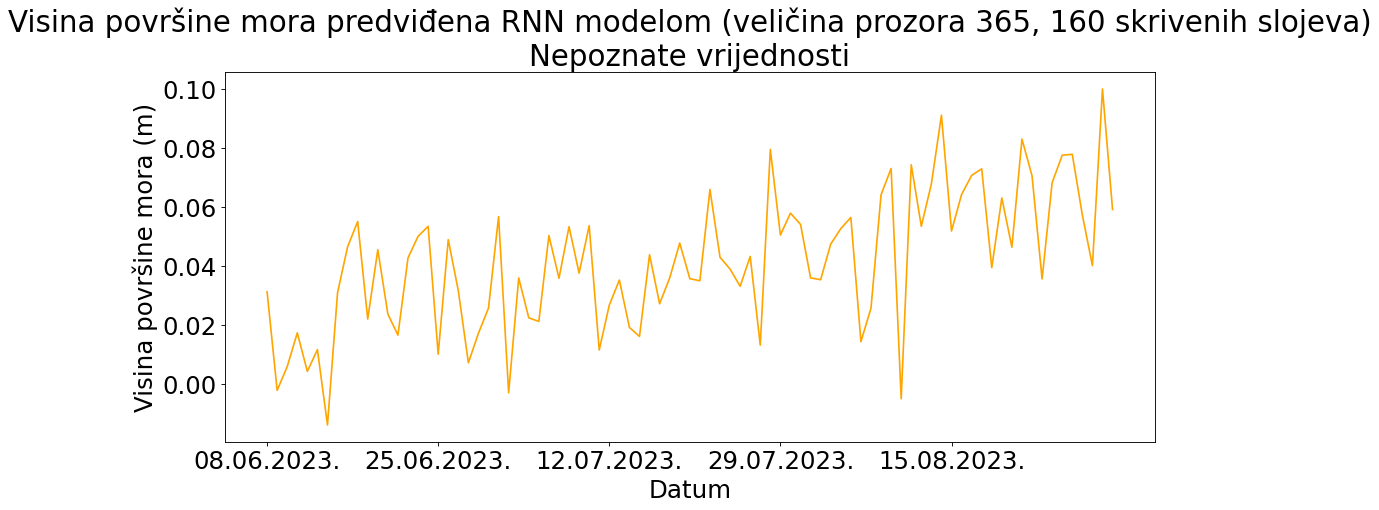 Visina površine mora predviđena RNN modelom (veličina prozora 365, 160 skrivenih slojeva)
Nepoznate vrijednosti
Visina površine mora (m)
0.10
0.08
0.06
0.04
0.02
0.00
08.06.2023. 25.06.2023. 12.07.2023. 29.07.2023. 15.08.2023.
Datum